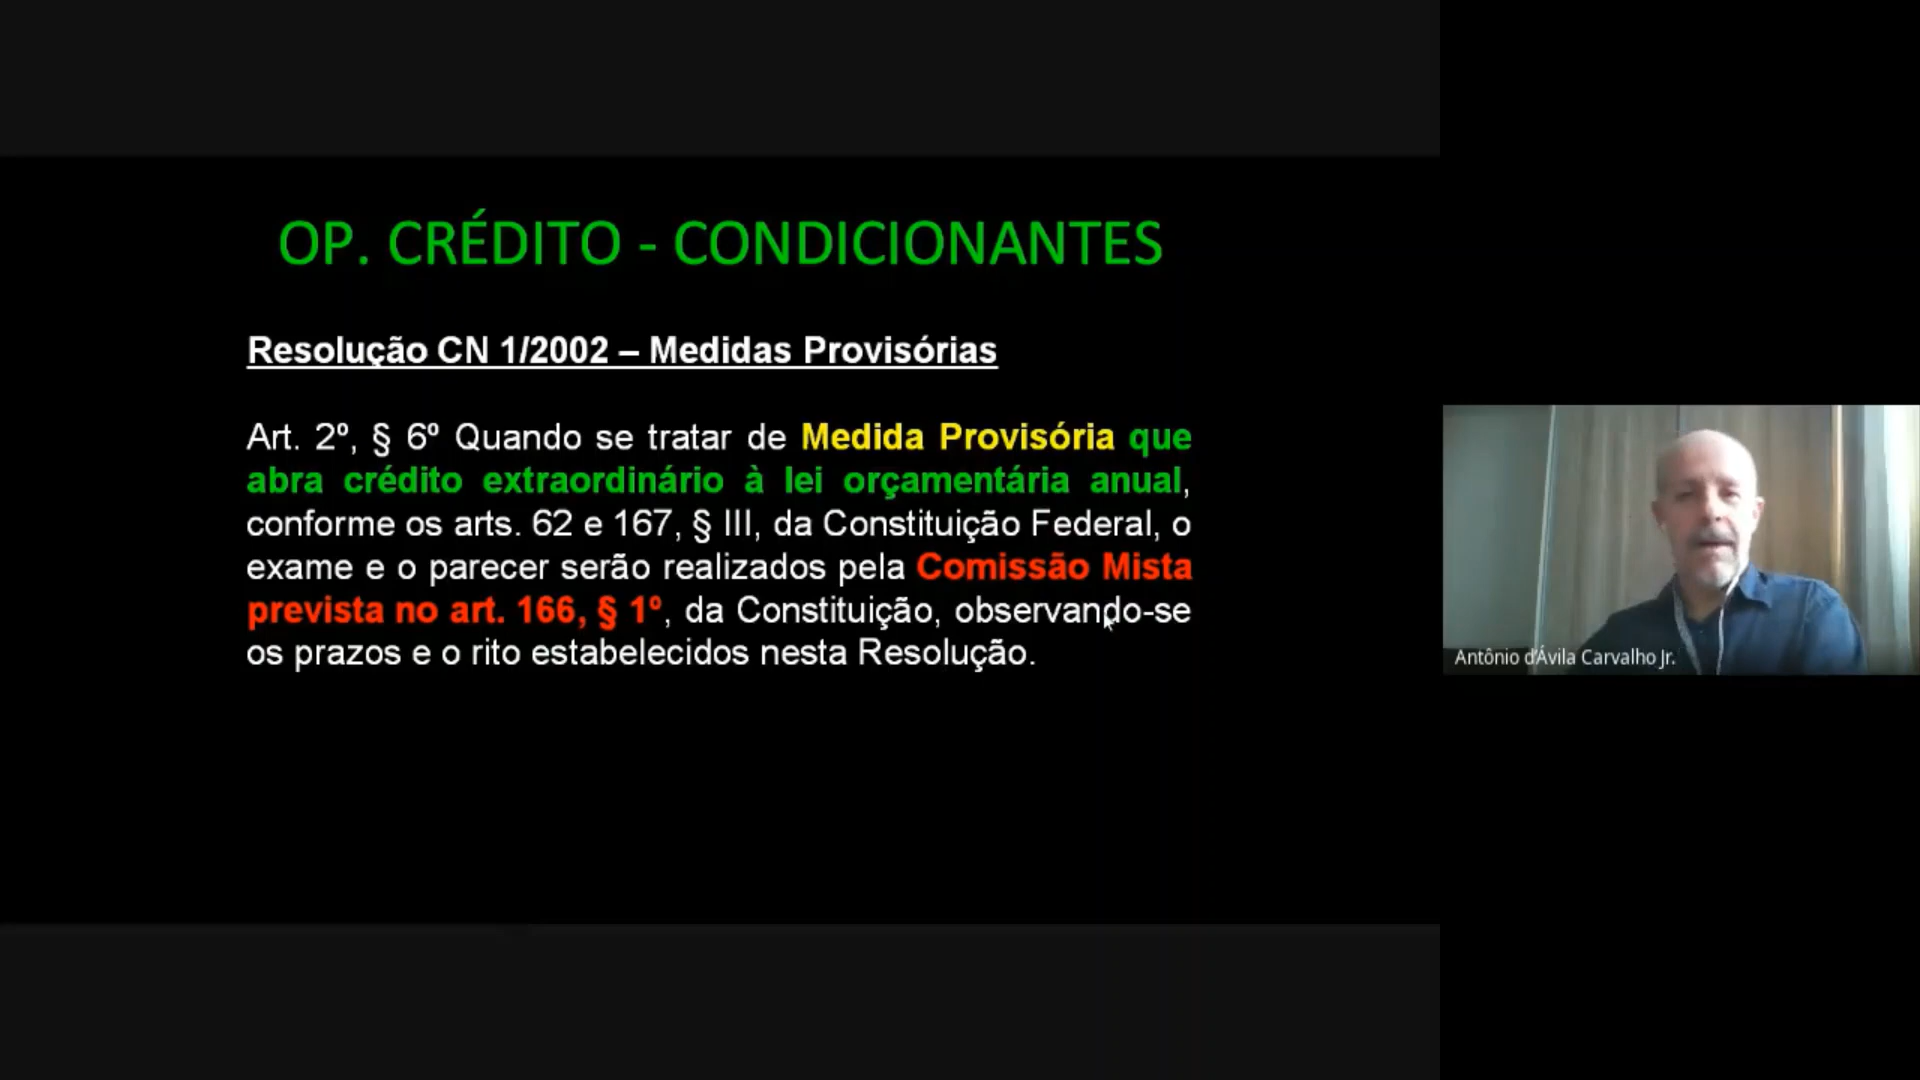 OP. CRÉDITO - CONDICIONANTES
Resolução CN 1/2002 – Medidas Provisórias
Art. 2º, § 6º Quando se tratar de Medida Provisória que
abra crédito extraordinário à lei orçamentária anual,
conforme os arts. 62 e 167, § III, da Constituição Federal, o
exame e o parecer serão realizados pela Comissão Mista
prevista no art. 166, § 1º, da Constituição, observando-se
os prazos e o rito estabelecidos nesta Resolução.
Antônio d'Ávila Carvalho Jr.